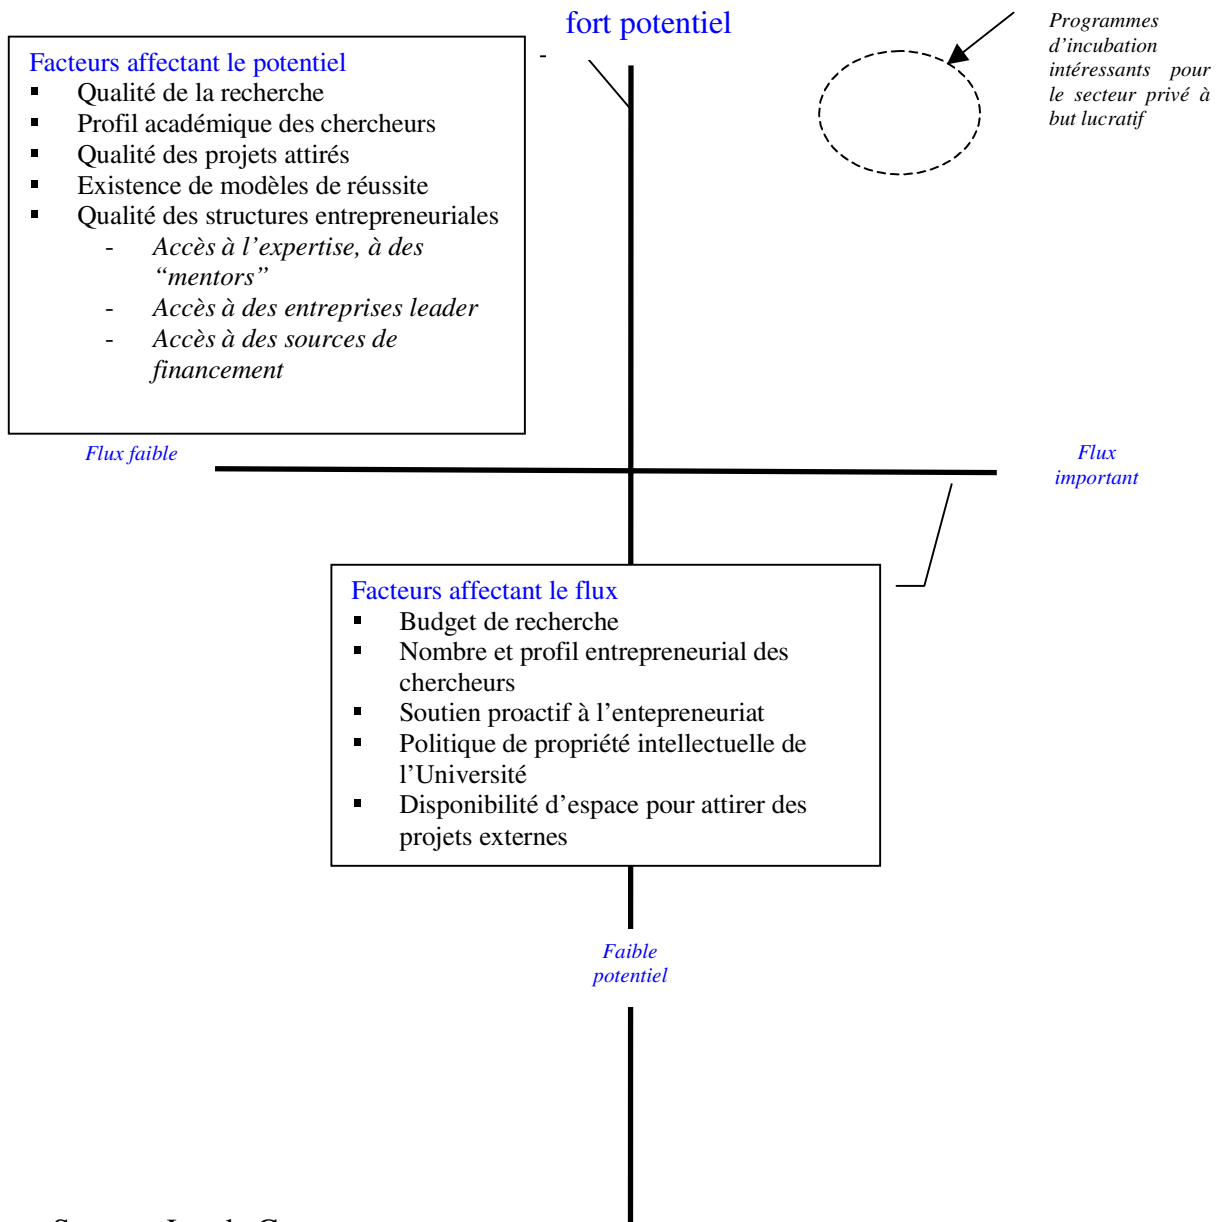 fort potentiel
Programmes
d’incubation
intéressants pour
le secteur privé à
but lucratif
-
Facteurs affectant le potentiel
▪ Qualité de la recherche
▪ Profil académique des chercheurs
▪ Qualité des projets attirés
▪ Existence de modèles de réussite
▪ Qualité des structures entrepreneuriales
- Accès à l’expertise, à des
“mentors”
- Accès à des entreprises leader
- Accès à des sources de
financement
Flux faible
Flux
important
Facteurs affectant le flux
▪ Budget de recherche
▪ Nombre et profil entrepreneurial des
chercheurs
▪ Soutien proactif à l’entepreneuriat
▪ Politique de propriété intellectuelle de
l’Université
▪ Disponibilité d’espace pour attirer des
projets externes
Faible
potentiel